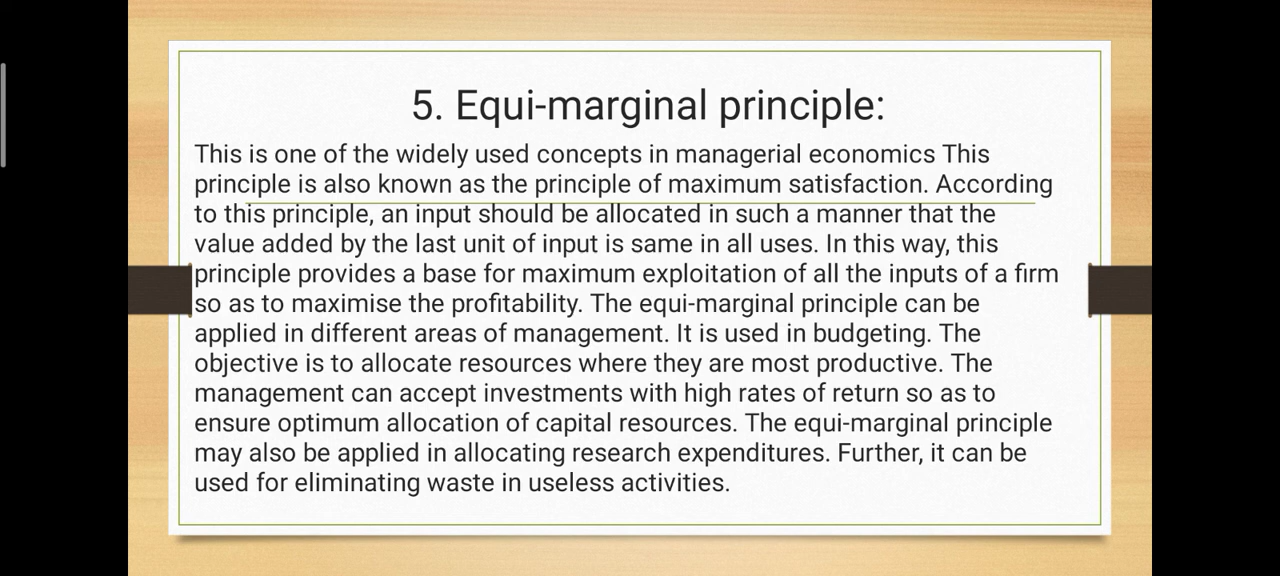 5. Equi-marginal principle:
This is one of the widely used concepts in managerial economics This
principle is also known as the principle of maximum satisfaction. According
to this principle, an input should be allocated in such a manner that the
value added by the last unit of input is same in all uses. In this way, this
principle provides a base for maximum exploitation of all the inputs of a firm
so as to maximise the profitability. The equi-marginal principle can be
applied in different areas of management. It is used in budgeting. The
objective is to allocate resources where they are most productive. The
management can accept investments with high rates of return so as to
ensure optimum allocation of capital resources. The equi-marginal principle
may also be applied in allocating research expenditures. Further, it can be
used for eliminating waste in useless activities.